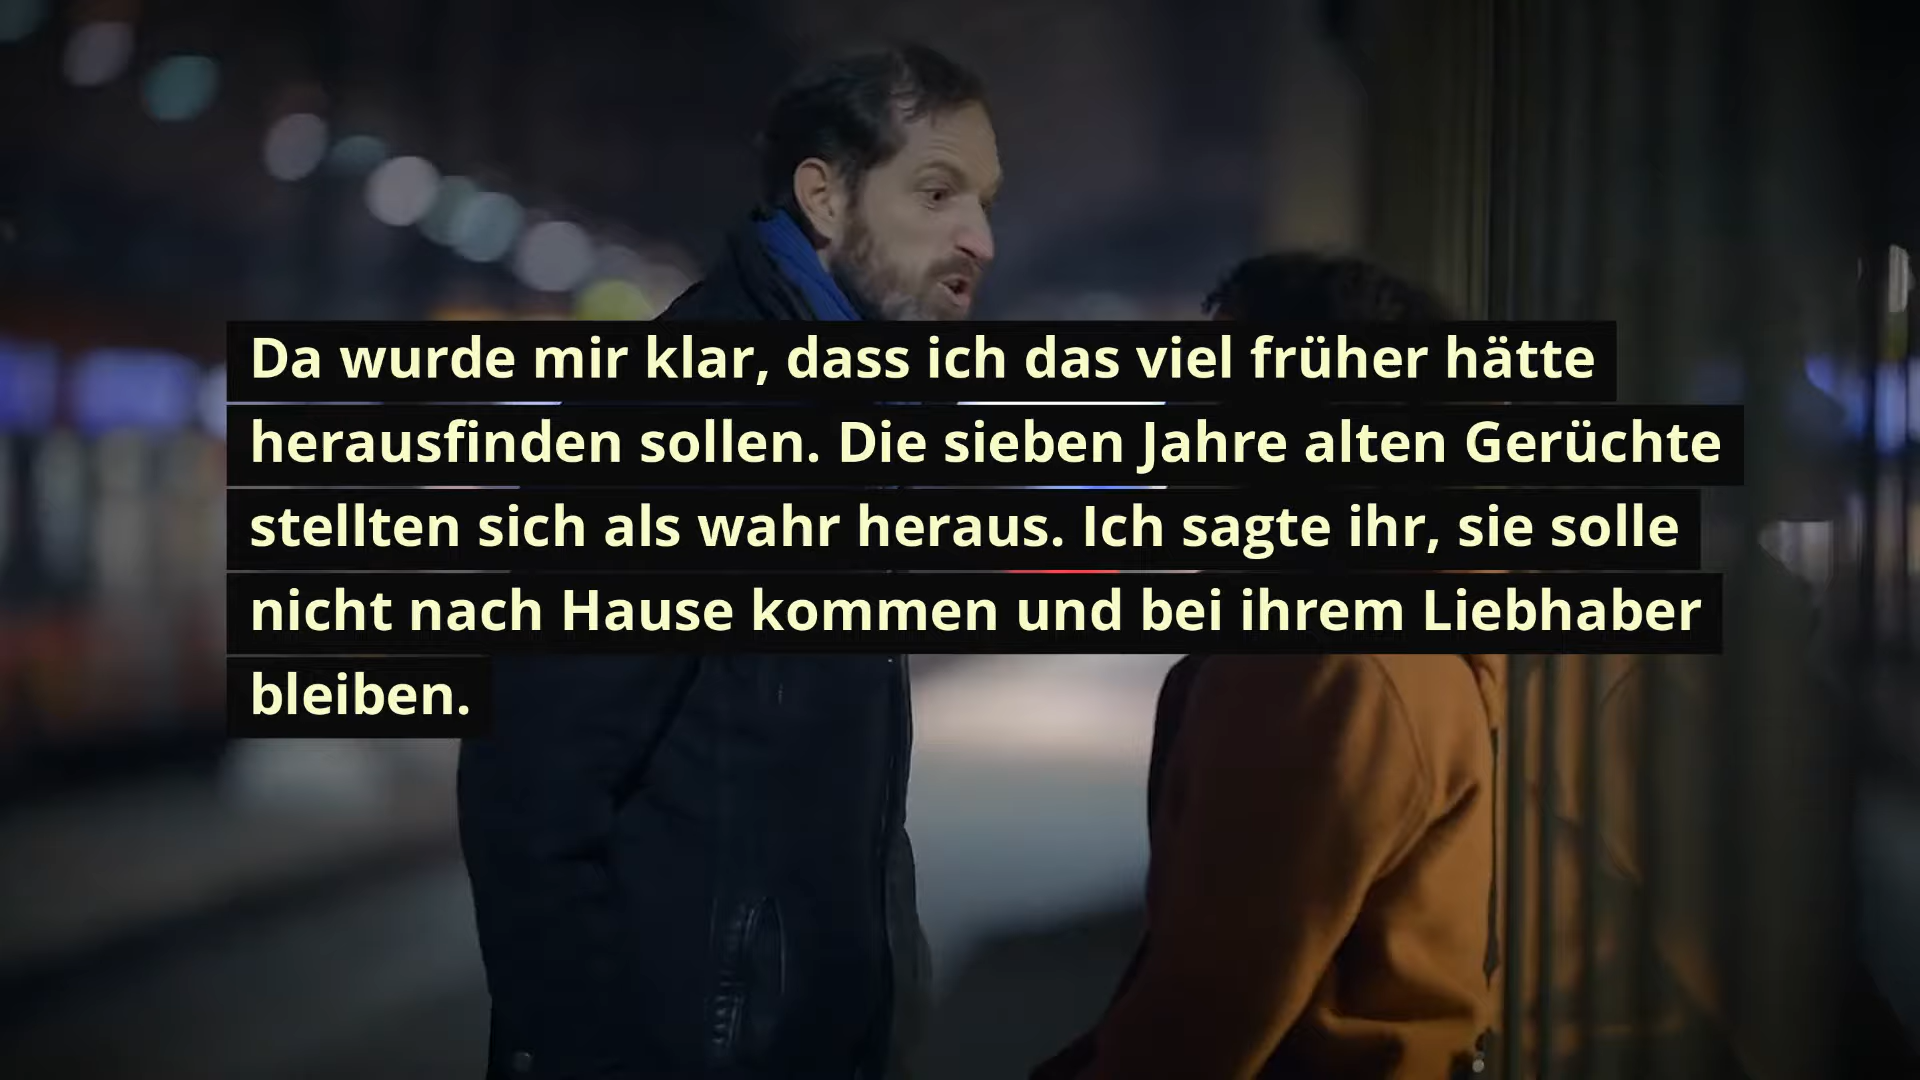 Da wurde mir klar, dass ich das viel früher hätte
herausfinden sollen. Die sieben Jahre alten Gerüchte
stellten sich als wahr heraus. Ich sagte ihr, sie solle
nicht nach Hause kommen und bei ihrem Liebhaber
bleiben.